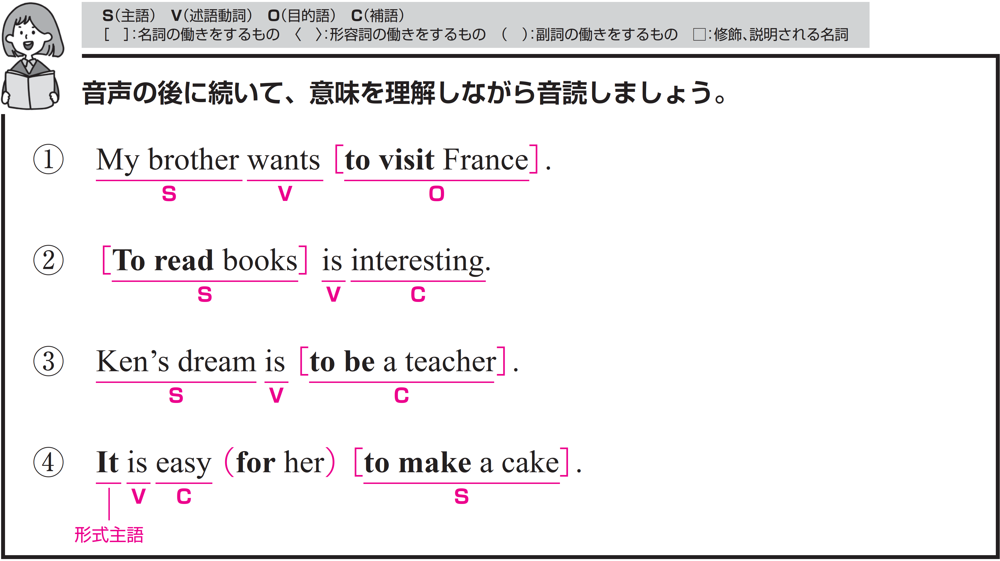 S（主語）　V（述語動詞）　O（目的語）　C（補語）
［　］：名詞の働きをするもの　〈　〉：形容詞の働きをするもの　（　）：副詞の働きをするもの　□：修飾、説明される名詞
音声の後に続いて、意味を理解しながら音読しましょう。
① My brother wants [to visit France].
S V O
② [To read books] is interesting.
S V C
③ Ken’s dream is [to be a teacher].
S V C
④ It is easy (for her) [to make a cake].
V C S
形式主語